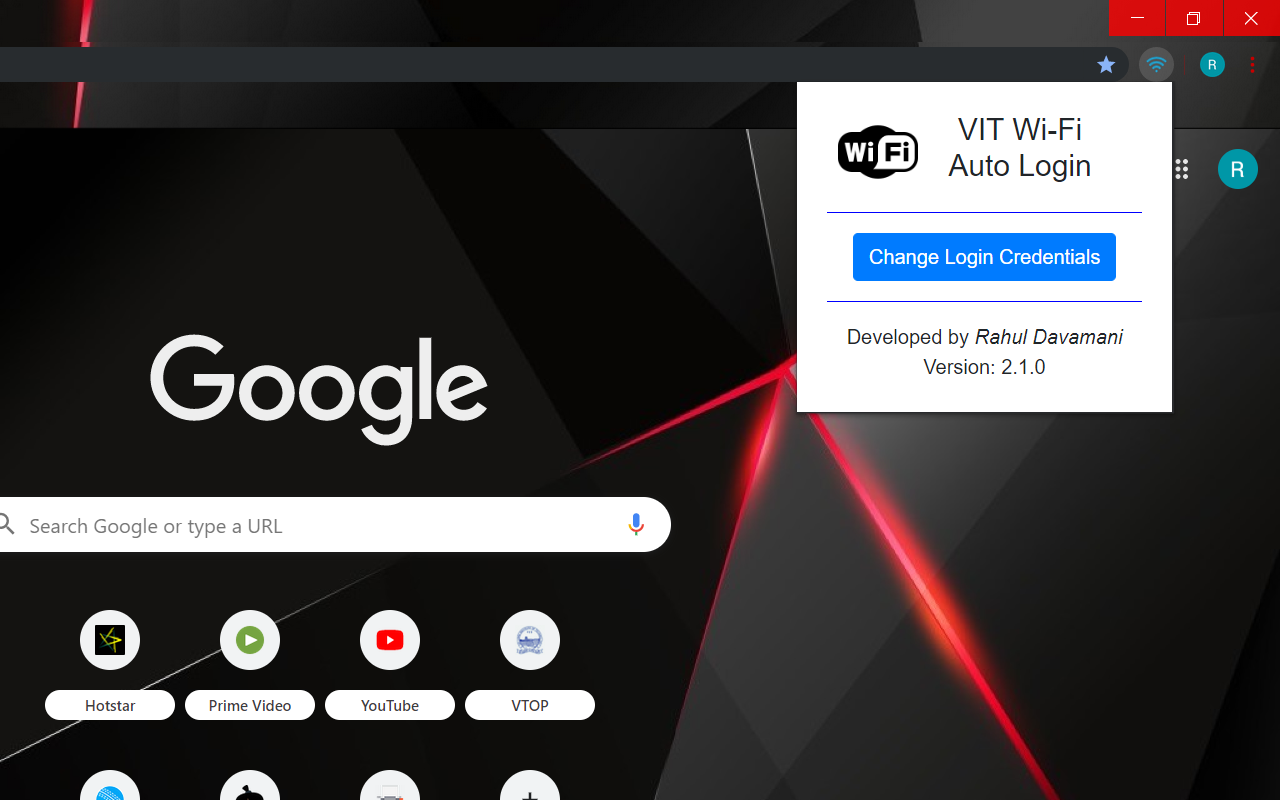 R
WiFi
VIT Wi-Fi
Auto Login
R
Change Login Credentials
Developed by Rahul Davamani
Version: 2.1.0
Google
Search Google or type a URL
Hotstar
Prime Video
YouTube
VTOP